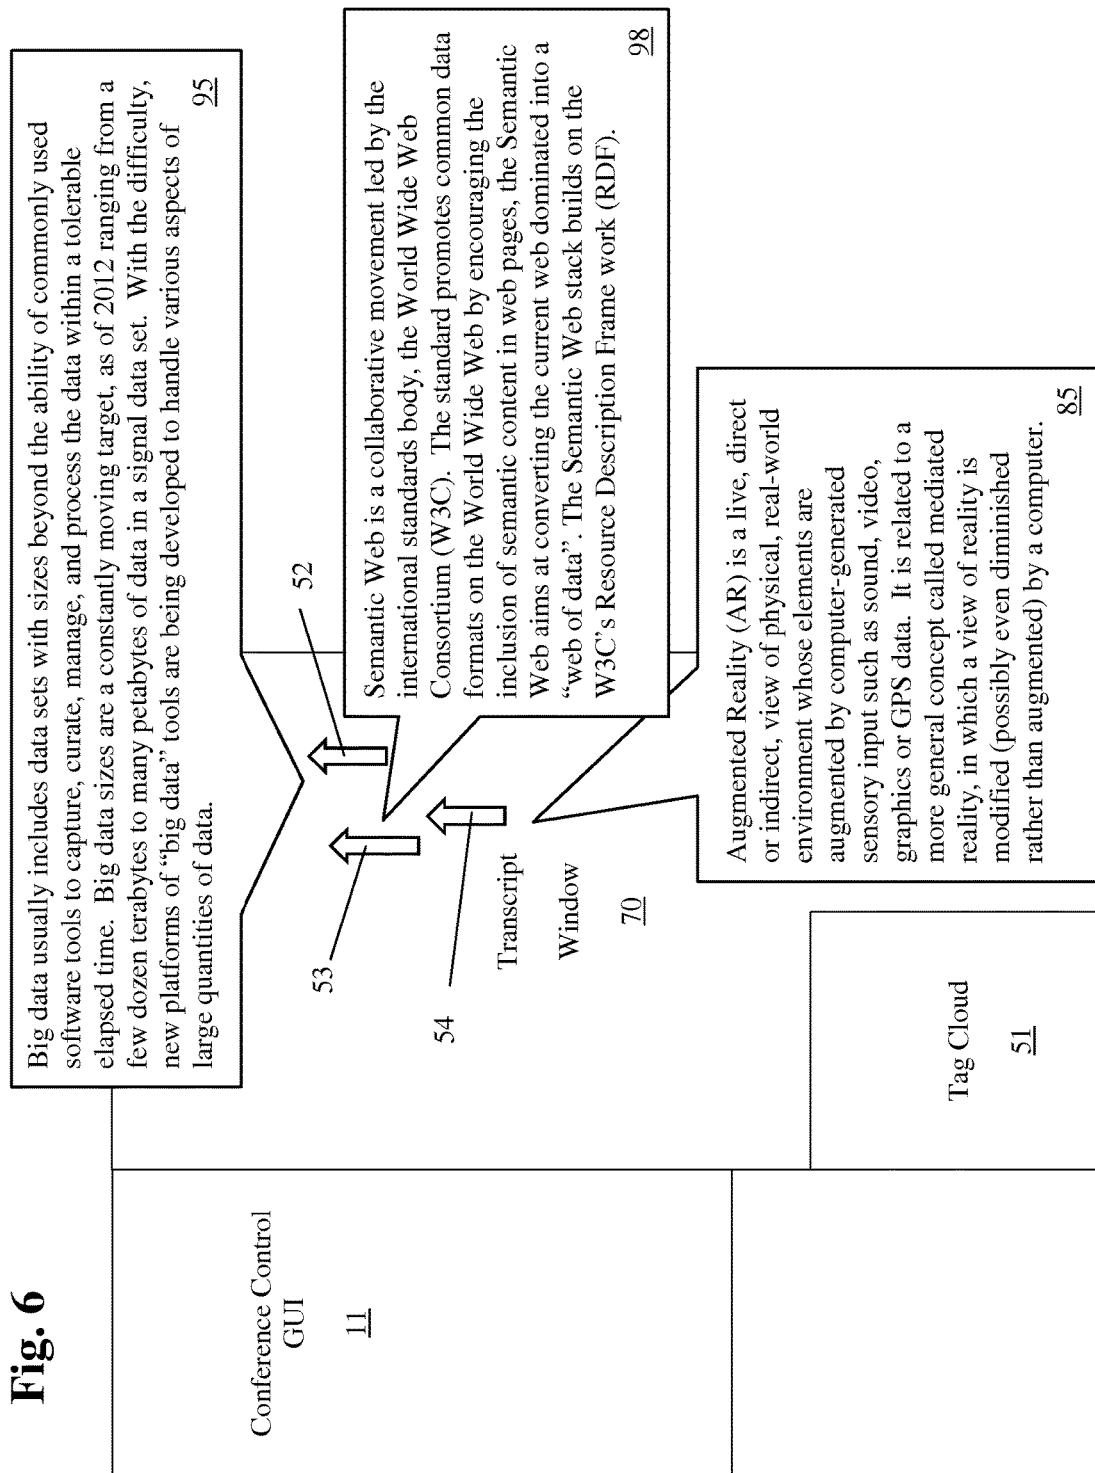 Fig. 6
Big data usually includes data sets with sizes beyond the ability of commonly used
software tools to capture, curate, manage, and process the data within a tolerable
elapsed time.  Big data sizes are a constantly moving target, as of 2012 ranging from a
few dozen terabytes to many petabytes of data in a signal data set.  With the difficulty,
new platforms of “big data” tools are being developed to handle various aspects of
large quantities of data.
95
Conference Control
GUI
11
53
52
54
Transcript
Window
70
Semantic Web is a collaborative movement led by the
international standards body, the World Wide Web
Consortium (W3C).  The standard promotes common data
formats on the World Wide Web by encouraging the
inclusion of semantic content in web pages, the Semantic
Web aims at converting the current web dominated into a
“web of data”. The Semantic Web stack builds on the
W3C’s Resource Description Frame work (RDF).
98
Augmented Reality (AR) is a live, direct
or indirect, view of physical, real-world
environment whose elements are
augmented by computer-generated
sensory input such as sound, video,
graphics or GPS data.  It is related to a
more general concept called mediated
reality, in which a view of reality is
modified (possibly even diminished
rather than augmented) by a computer.
85
Tag Cloud
51